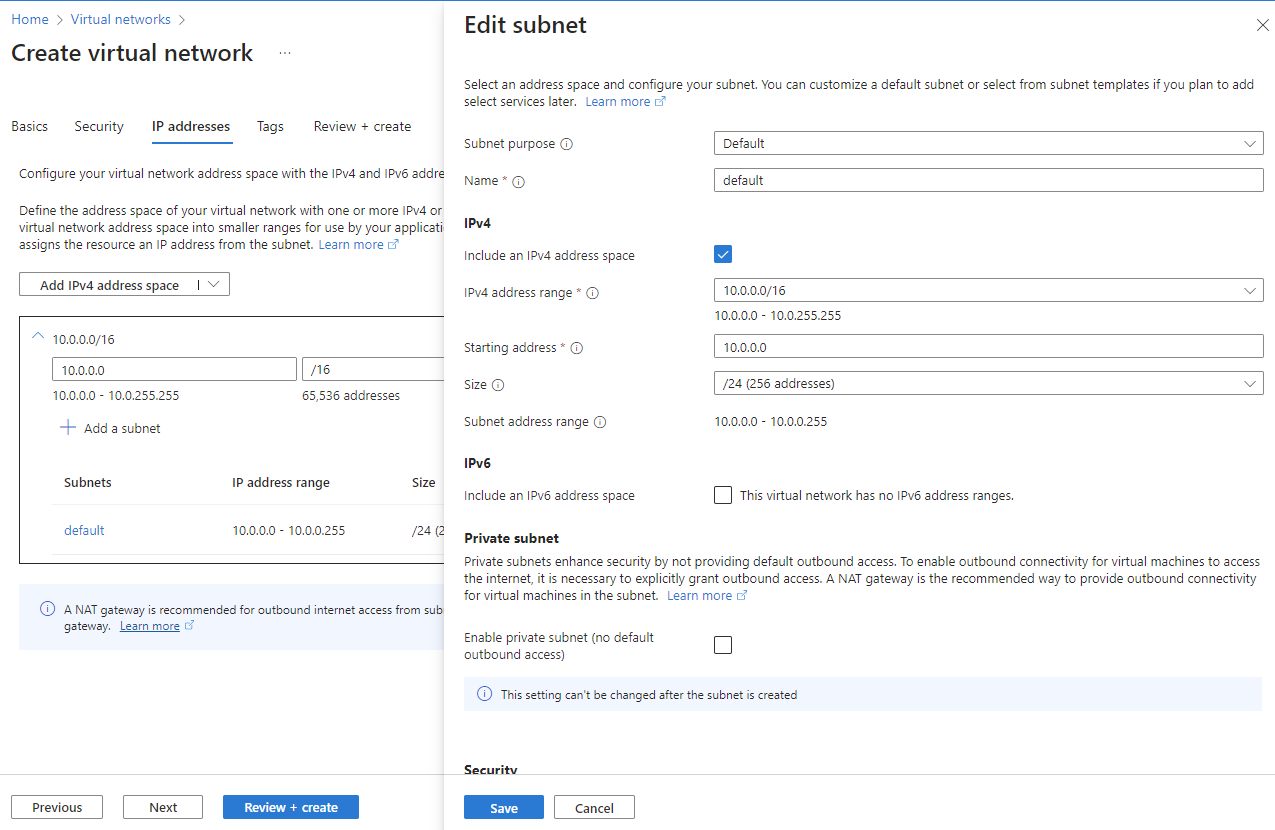 Home > Virtual networks >
Create virtual network ...
Basics Security IP addresses Tags Review + create
Configure your virtual network address space with the IPv4 and IPv6 addre
Define the address space of your virtual network with one or more IPv4 or
virtual network address space into smaller ranges for use by your applicati
assigns the resource an IP address from the subnet. Learn more
Add IPv4 address space
10.0.0.0/16
10.0.0.0 /16
10.0.0.0 - 10.0.255.255 65,536 addresses
Add a subnet
Subnets IP address range Size
default 10.0.0.0 - 10.0.0.255 /24 (2
A NAT gateway is recommended for outbound internet access from sub
gateway. Learn more
Previous Next Review + create
Edit subnet
Select an address space and configure your subnet. You can customize a default subnet or select from subnet templates if you plan to add
select services later. Learn more
Subnet purpose Default
Name * default
IPv4
Include an IPv4 address space
IPv4 address range * 10.0.0.0/16
10.0.0.0 - 10.0.255.255
Starting address * 10.0.0.0
Size /24 (256 addresses)
Subnet address range 10.0.0.0 - 10.0.0.255
IPv6
Include an IPv6 address space This virtual network has no IPv6 address ranges.
Private subnet
Private subnets enhance security by not providing default outbound access. To enable outbound connectivity for virtual machines to access
the internet, it is necessary to explicitly grant outbound access. A NAT gateway is the recommended way to provide outbound connectivity
for virtual machines in the subnet. Learn more
Enable private subnet (no default
outbound access)
This setting can't be changed after the subnet is created
Security
Save Cancel